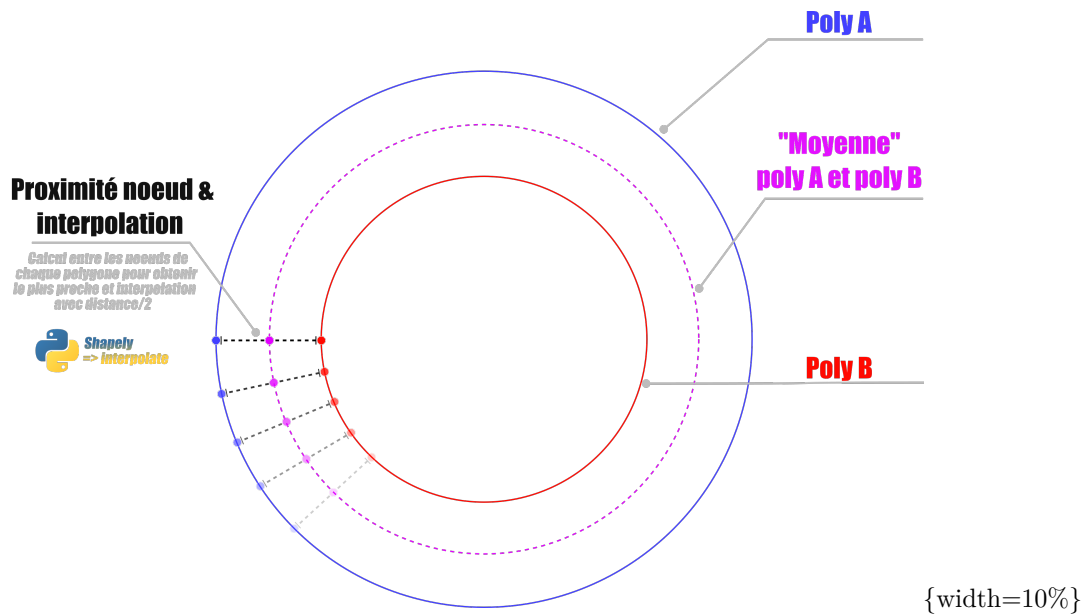 Poly A
"Moyenne"
poly A et poly B
Proximité noeud &
interpolation
Calcul entre les noeuds de
chaque polygone pour obtenir
le plus proche et interpolation
avec distance/2
Shapely
=> interpolate
Poly B
{width=10%}